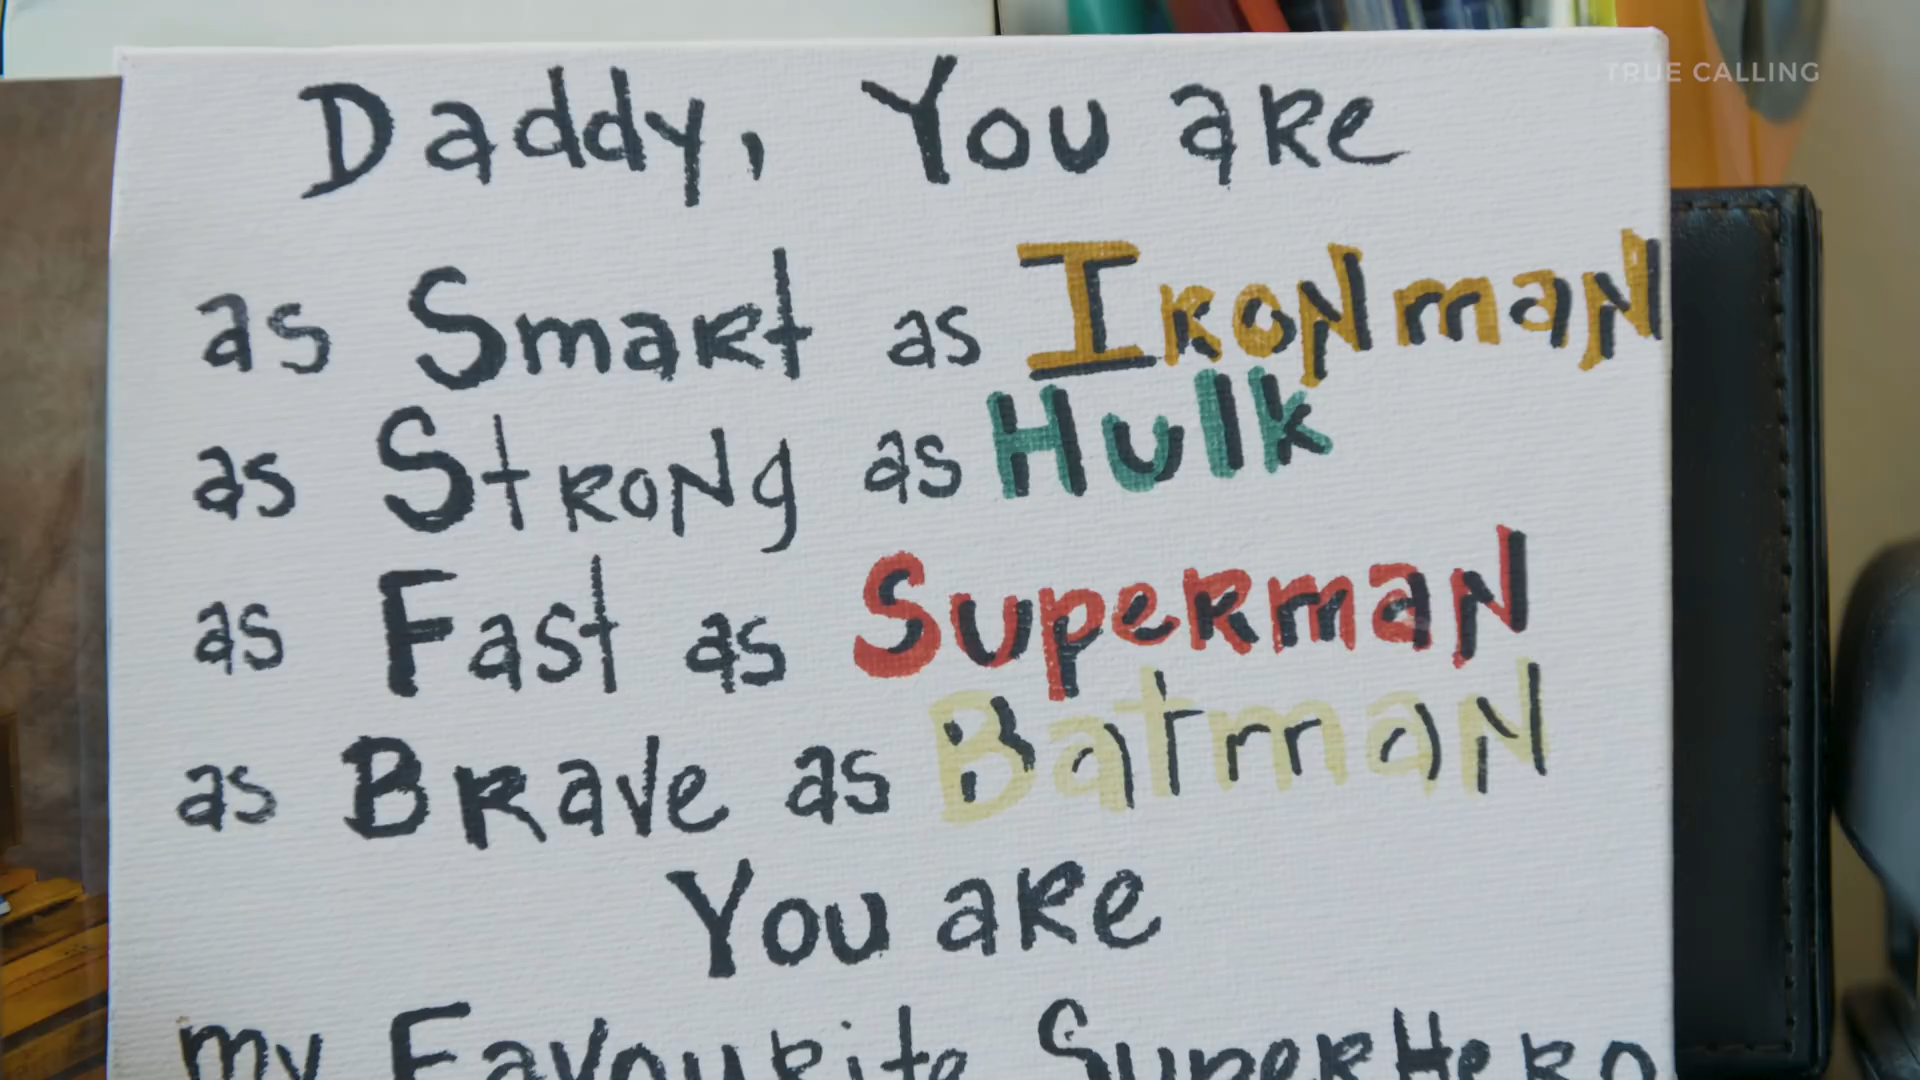 TRUE CALLING
Daddy, You are
as Smart as Ironman
as Strong as Hulk
as Fast as Superman
as Brave as Batman
You are
my Favourite SuperHero